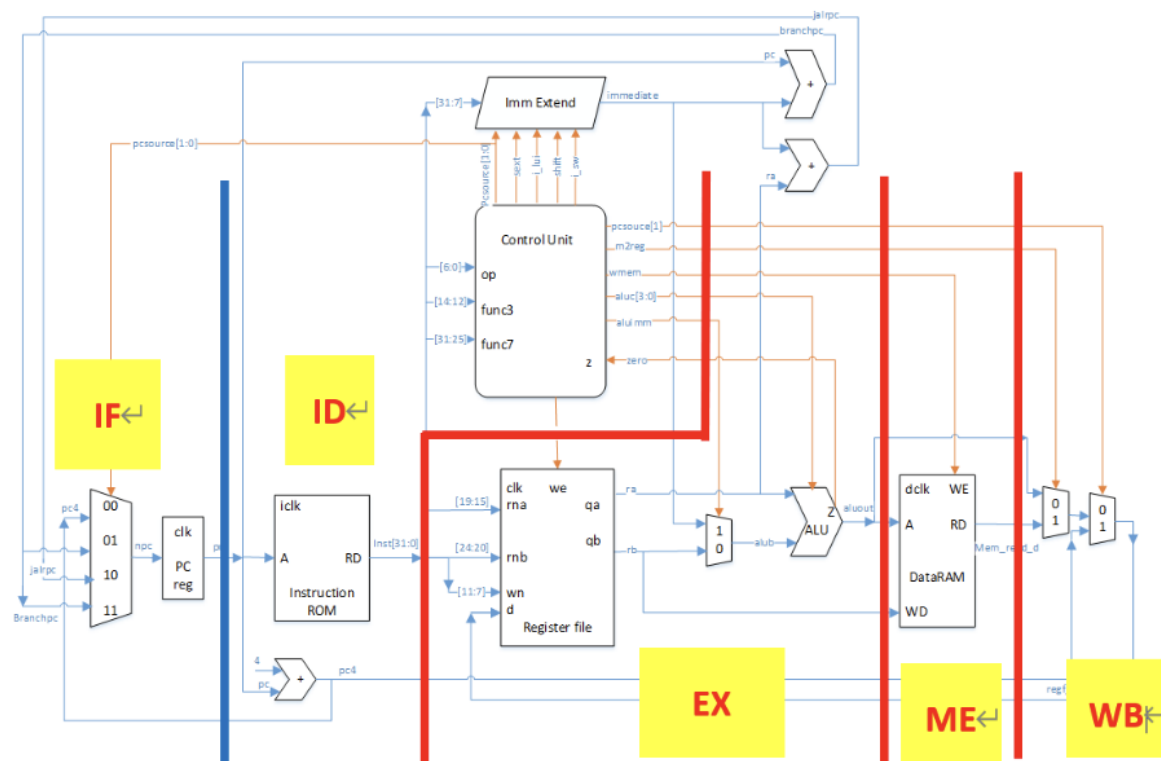 jalrpc
branchpc
pc
[31:7]
Imm Extend
immediate
+
pcsource[1:0]
Pcsource[1:0]
sext
i_lui
shift
i_sw
ra
+
Control Unit
pcsouce[1]
m2reg
wmem
aluc[3:0]
aluimm
zero
[6:0]
op
[14:12]
func3
[31:25]
func7
z
IF↵
ID↵
pc4
00
01
10
11
npc
jalrpc
Branchpc
clk
PC
reg
iclk
A
RD
Instruction
ROM
Inst[31:0]
[19:15]
[24:20]
[11:7]
clk
we
rna
qa
qb
rnb
wn
d
Register file
ra
rb
1
0
alub
Z
ALU
aluout
dclk
WE
A
RD
DataRAM
WD
0
1
0
1
4
pc
+
pc4
EX
ME↵
WB↵